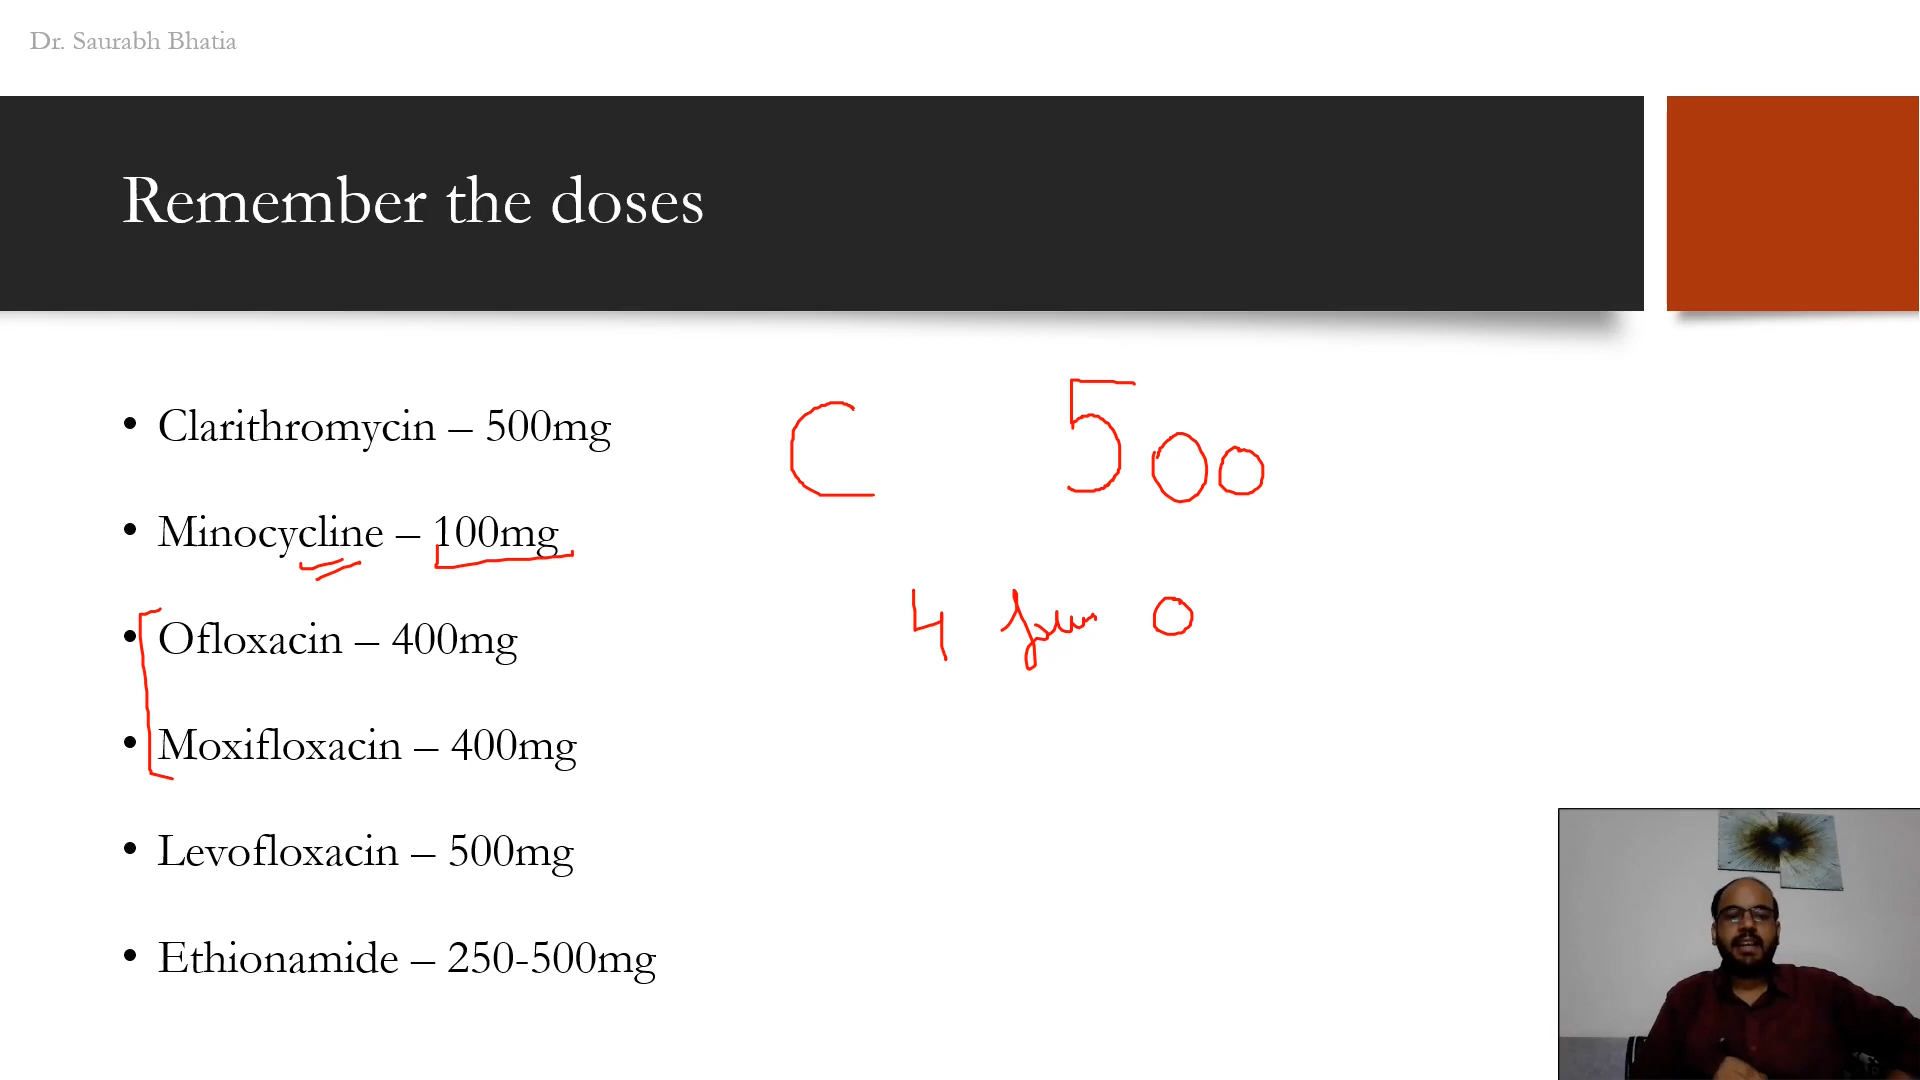 Dr. Saurabh Bhatia
Remember the doses
• Clarithromycin – 500mg
• Minocycline – 100mg
• Ofloxacin – 400mg
• Moxifloxacin – 400mg
• Levofloxacin – 500mg
• Ethionamide – 250-500mg
C 500
4 O